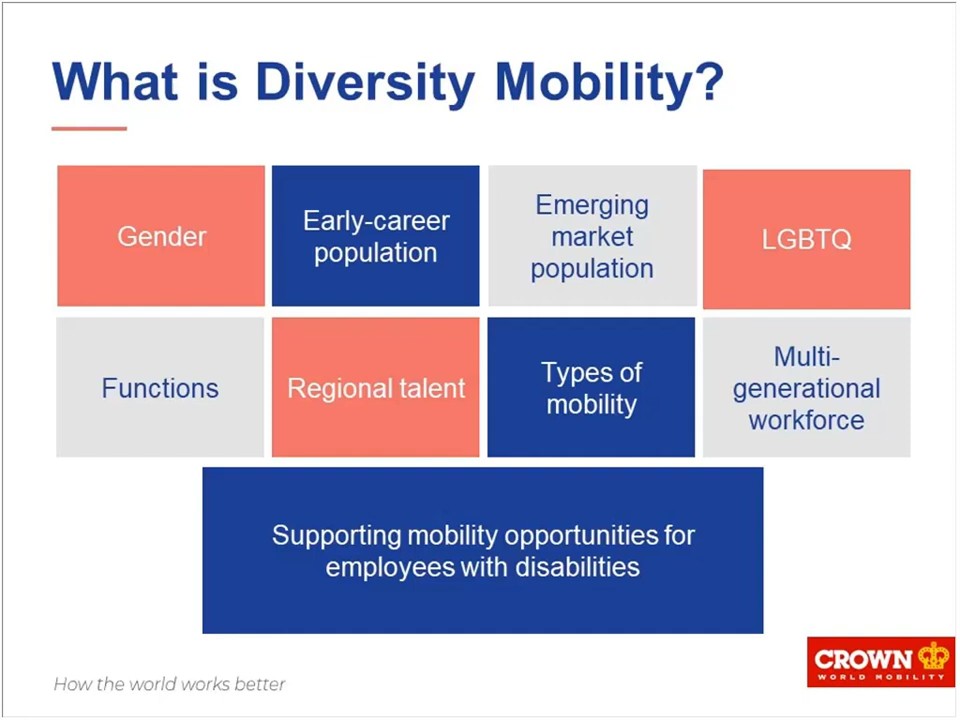 What is Diversity Mobility?
Gender
Early-career
population
Emerging
market
population
LGBTQ
Functions
Regional talent
Types of
mobility
Multi-
generational
workforce
Supporting mobility opportunities for
employees with disabilities
How the world works better
CROWN
WORLD MOBILITY